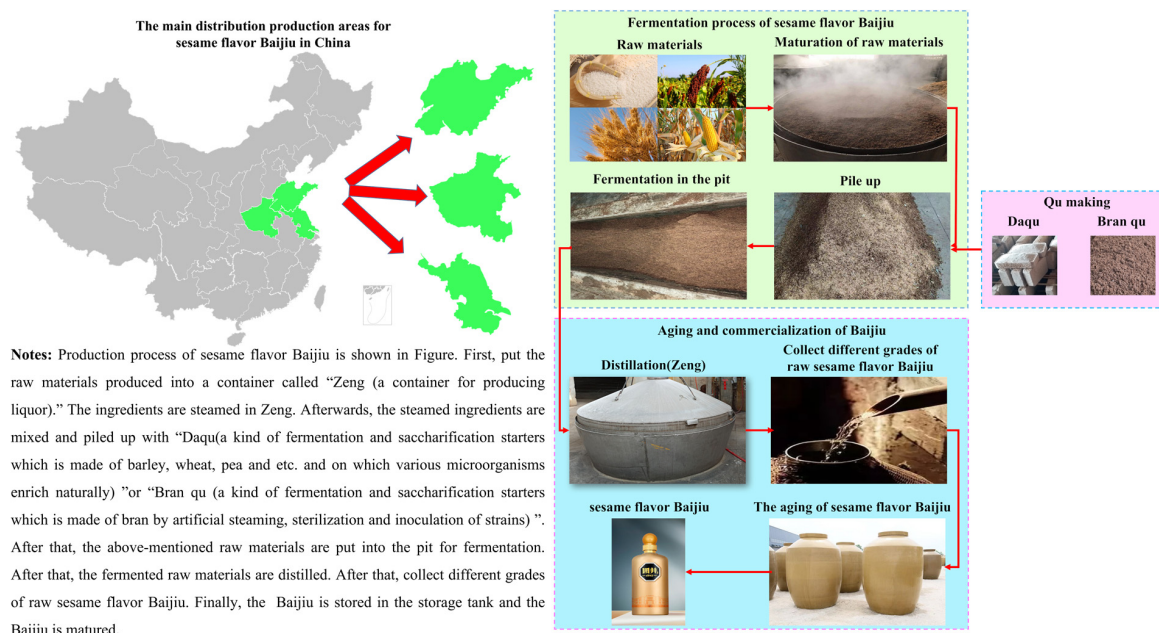 The main distribution production areas for
sesame flavor Baijiu in China
Notes: Production process of sesame flavor Baijiu is shown in Figure. First, put the
raw materials produced into a container called “Zeng (a container for producing
liquor).” The ingredients are steamed in Zeng. Afterwards, the steamed ingredients are
mixed and piled up with “Daqu(a kind of fermentation and saccharification starters
which is made of barley, wheat, pea and etc. and on which various microorganisms
enrich naturally) ”or “Bran qu (a kind of fermentation and saccharification starters
which is made of bran by artificial steaming, sterilization and inoculation of strains) ”.
After that, the above-mentioned raw materials are put into the pit for fermentation.
After that, the fermented raw materials are distilled. After that, collect different grades
of raw sesame flavor Baijiu. Finally, the Baijiu is stored in the storage tank and the
Baijiu is matured
Fermentation process of sesame flavor Baijiu
Raw materials
Maturation of raw materials
Fermentation in the pit
Pile up
Qu making
Daqu
Bran qu
Aging and commercialization of Baijiu
Distillation(Zeng)
Collect different grades of
raw sesame flavor Baijiu
sesame flavor Baijiu
The aging of sesame flavor Baijiu